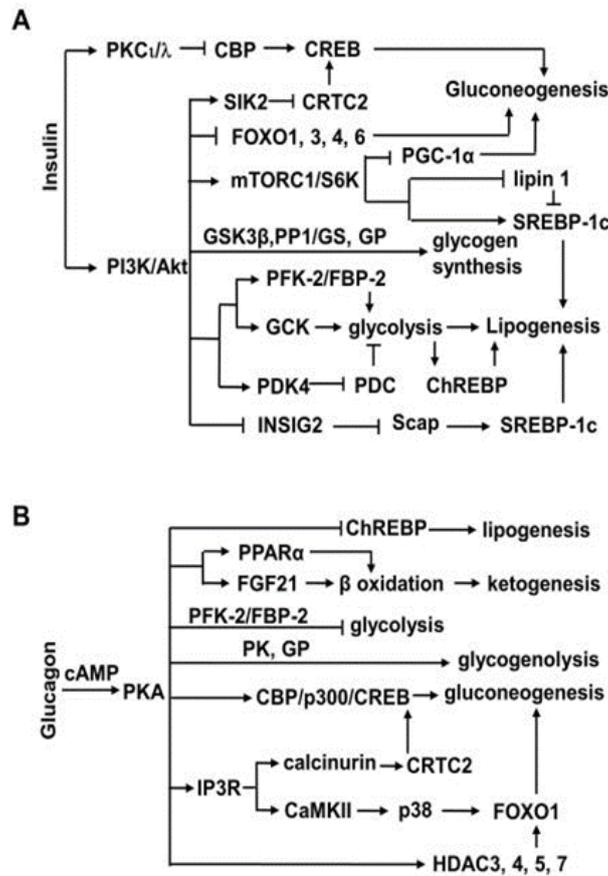 A
PKCι/λ CBP CREB
Gluconeogenesis
SIK2 CRTC2
FOXO1, 3, 4, 6
PGC-1α
mTORC1/S6K
lipin 1
Insulin
SREBP-1c
GSK3β,PP1/GS, GP
glycogen
synthesis
PI3K/Akt
PFK-2/FBP-2
GCK glycolysis Lipogenesis
PDK4 PDC ChREBP
INSIG2 Scap SREBP-1c
B
ChREBP lipogenesis
PPARα
FGF21 β oxidation ketogenesis
PFK-2/FBP-2
glycolysis
PK, GP
glycogenolysis
Glucagon
cAMP
PKA
CBP/p300/CREB gluconeogenesis
calcinurin CRTC2
IP3R
CaMKII p38 FOXO1
HDAC3, 4, 5, 7